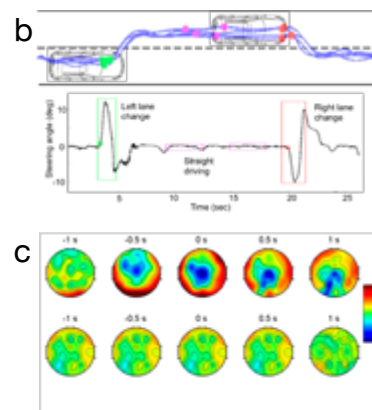 b
Left lane
change
Right lane
change
Straight
driving
Steering angle (deg)
10
0
-10
5
10
15
20
25
Time (sec)
c
-1 s
-0.5 s
0 s
0.5 s
1 s
-1 s
-0.5 s
0 s
0.5 s
1 s